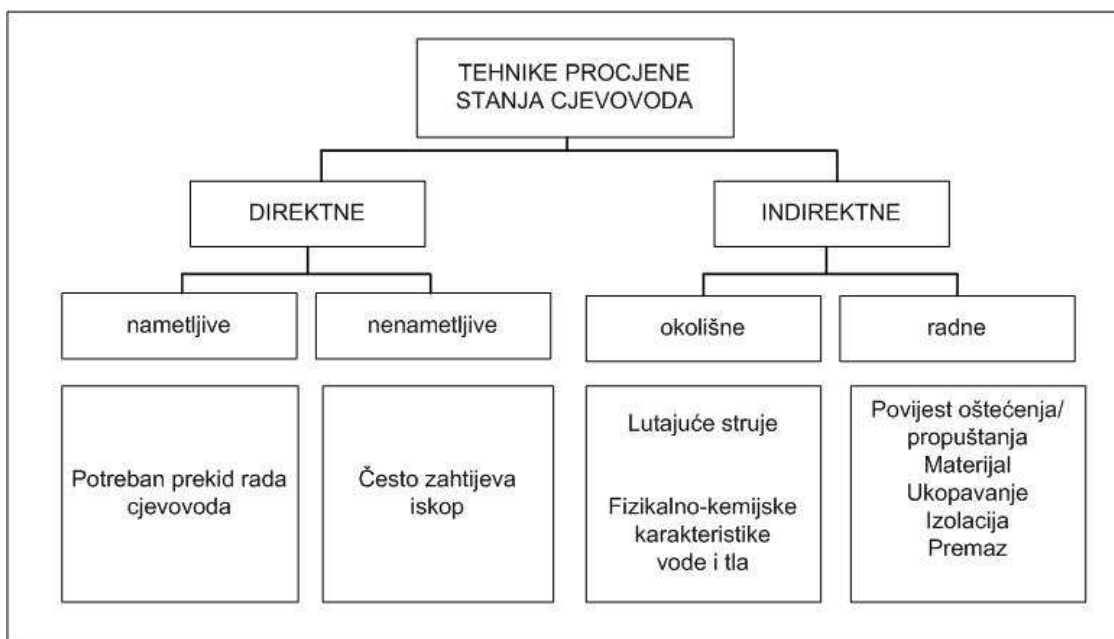 TEHNIKE PROCJENE
STANJA CJEVOVODA
DIREKTNE
INDIREKTNE
nametljive
nenametljive
okolišne
radne
Potreban prekid rada
cjevovoda
Često zahtijeva
iskop
Lutajuće struje
Fizikalno-kemijske
karakteristike
vode i tla
Povijest oštećenja/
propuštanja
Materijal
Ukopavanje
Izolacija
Premaz